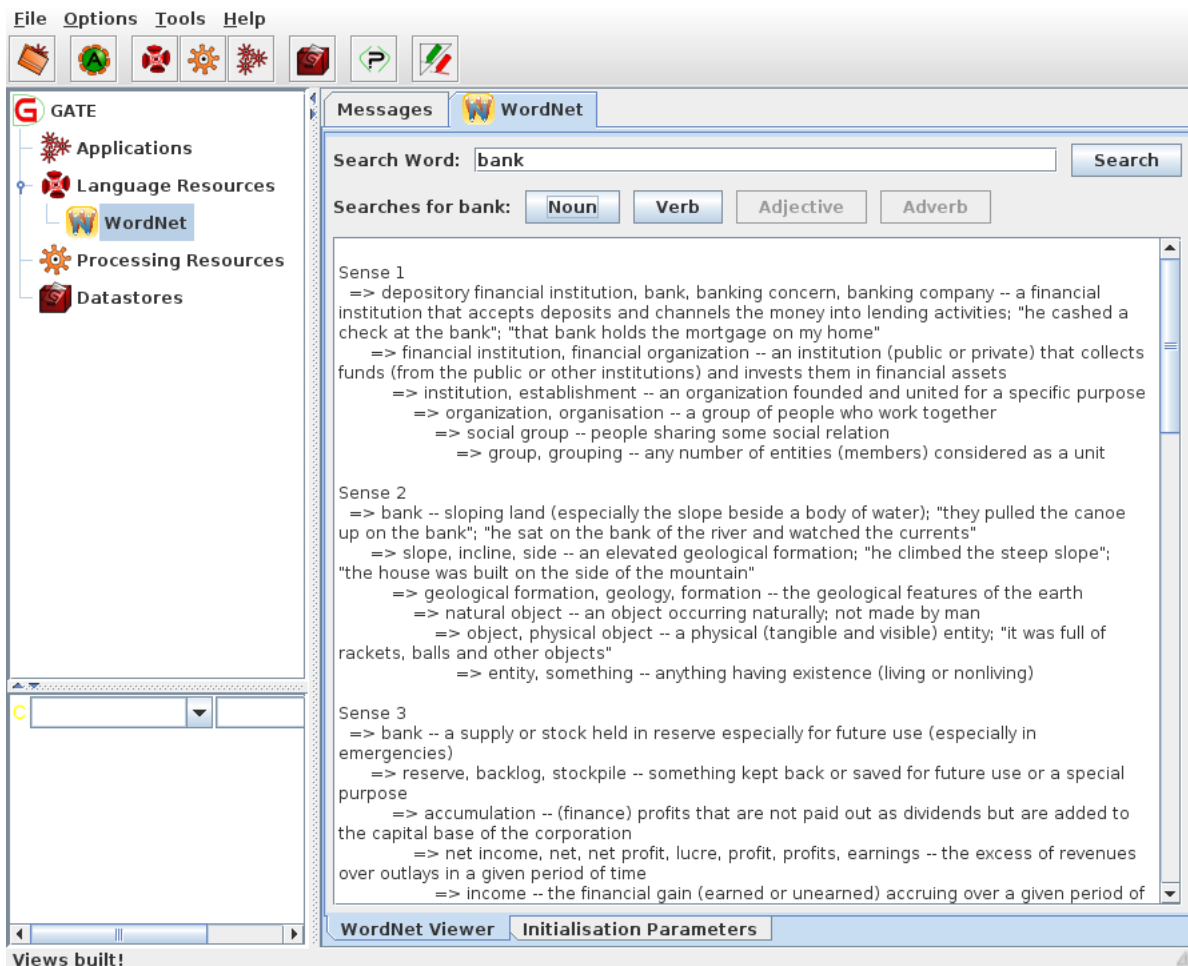 File Options Tools Help
GATE
Applications
Language Resources
WordNet
Processing Resources
Datastores
C
Messages
WordNet
Search Word: bank Search
Searches for bank: Noun Verb Adjective Adverb
Sense 1
=> depository financial institution, bank, banking concern, banking company -- a financial
institution that accepts deposits and channels the money into lending activities; "he cashed a
check at the bank"; "that bank holds the mortgage on my home"
=> financial institution, financial organization -- an institution (public or private) that collects
funds (from the public or other institutions) and invests them in financial assets
=> institution, establishment -- an organization founded and united for a specific purpose
=> organization, organisation -- a group of people who work together
=> social group -- people sharing some social relation
=> group, grouping -- any number of entities (members) considered as a unit
Sense 2
=> bank -- sloping land (especially the slope beside a body of water); "they pulled the canoe
up on the bank"; "he sat on the bank of the river and watched the currents"
=> slope, incline, side -- an elevated geological formation; "he climbed the steep slope";
"the house was built on the side of the mountain"
=> geological formation, geology, formation -- the geological features of the earth
=> natural object -- an object occurring naturally; not made by man
=> object, physical object -- a physical (tangible and visible) entity; "it was full of
rackets, balls and other objects"
=> entity, something -- anything having existence (living or nonliving)
Sense 3
=> bank -- a supply or stock held in reserve especially for future use (especially in
emergencies)
=> reserve, backlog, stockpile -- something kept back or saved for future use or a special
purpose
=> accumulation -- (finance) profits that are not paid out as dividends but are added to
the capital base of the corporation
=> net income, net, net profit, lucre, profit, profits, earnings -- the excess of revenues
over outlays in a given period of time
=> income -- the financial gain (earned or unearned) accruing over a given period of
WordNet Viewer Initialisation Parameters
Views built!